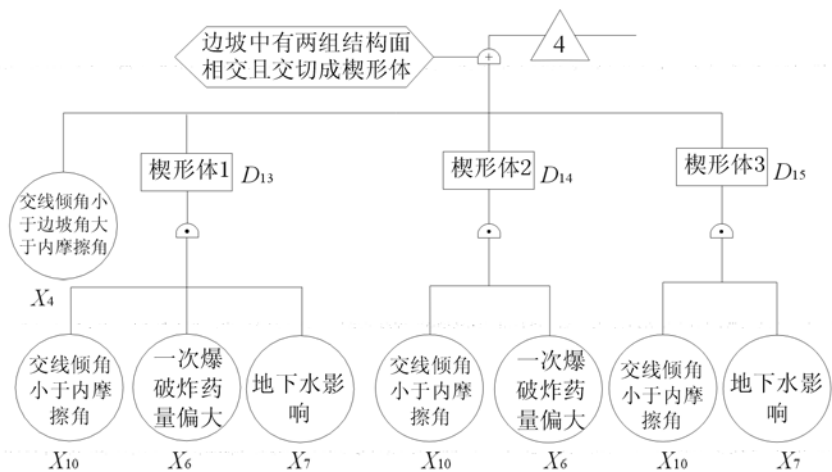 边坡中有两组结构面
相交且交切成楔形体
+
4
楔形体1
D13
楔形体2
D14
楔形体3
D15
交线倾角小
于边坡角大
于内摩擦角
X4
交线倾角
小于内摩
擦角
X10
一次爆
破炸药
量偏大
X6
地下水影
响
X7
交线倾角
小于内摩
擦角
X10
一次爆
破炸药
量偏大
X6
交线倾角
小于内摩
擦角
X10
地下水影
响
X7